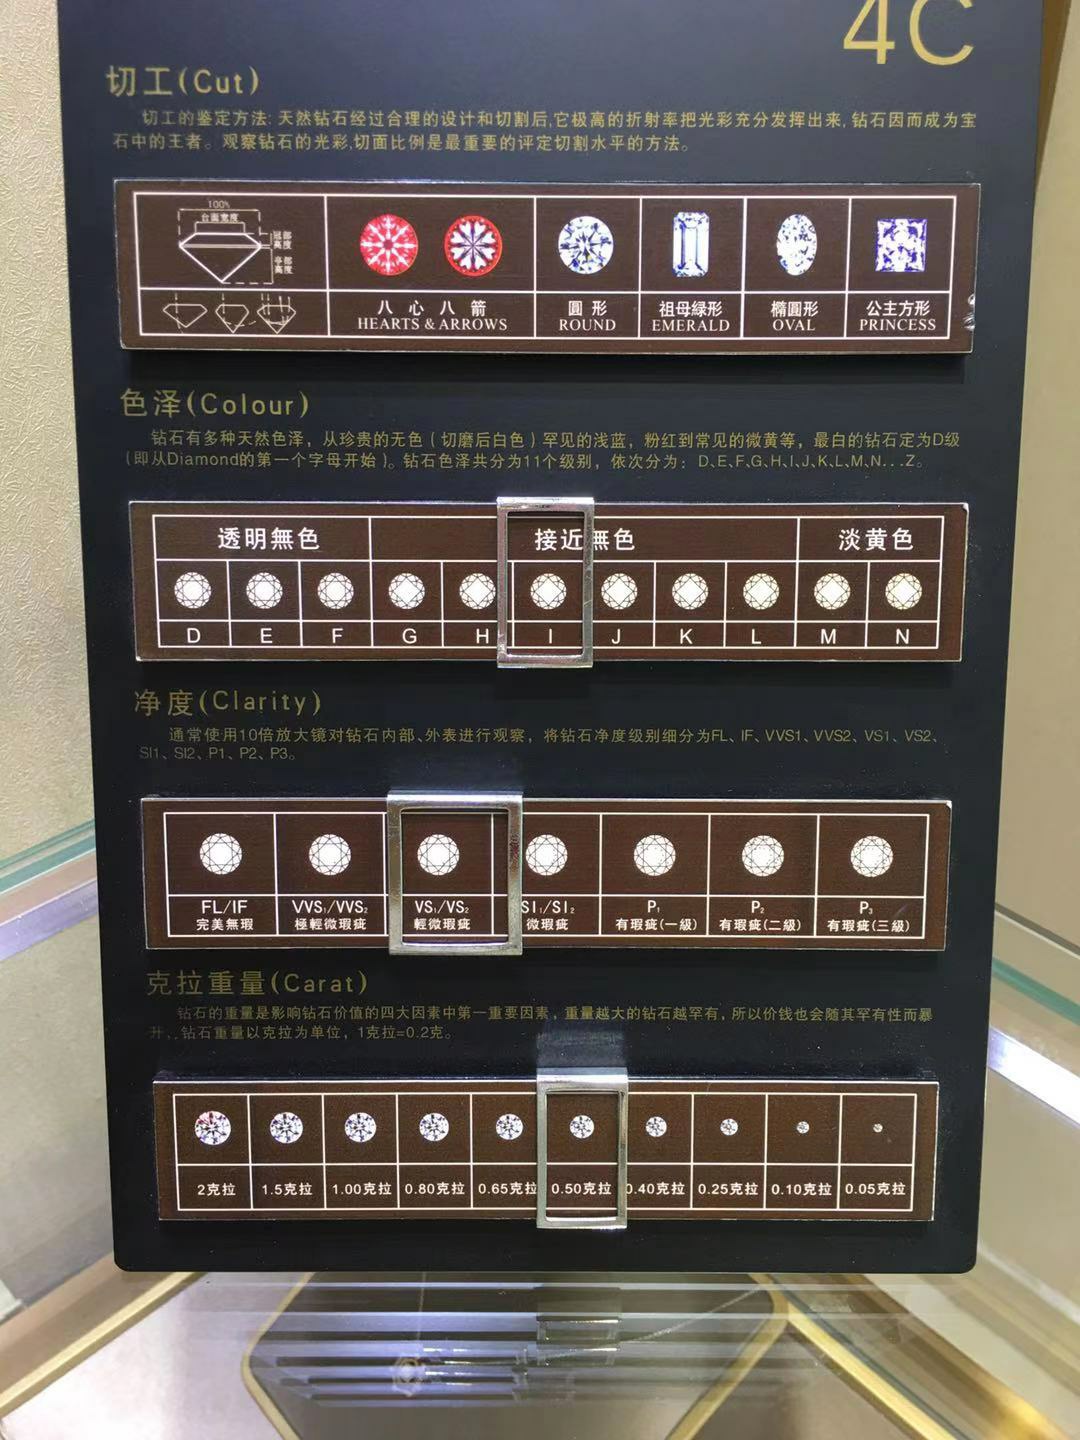 4C
切工(Cut)
切工的鉴定方法: 天然钻石经过合理的设计和切割后,它极高的折射率把光彩充分发挥出来, 钻石因而成为宝
石中的王者。观察钻石的光彩,切面比例是最重要的评定切割水平的方法。
100%
台面宽度
冠部
高度
亭部
高度
八心八箭 圓形 祖母綠形 橢圓形 公主方形
HEARTS & ARROWS ROUND EMERALD OVAL PRINCESS
色泽(Colour)
钻石有多种天然色泽，从珍贵的无色（切磨后白色）罕见的浅蓝，粉红到常见的微黄等，最白的钻石定为D级
（即从Diamond的第一个字母开始）。钻石色泽共分为11个级别，依次分为：D、E、F、G、H、I、J、K、L、M、N...Z。
透明無色 接近無色 淡黄色
D E F G H I J K L M N
净度(Clarity)
通常使用10倍放大镜对钻石内部、外表进行观察，将钻石净度级别细分为FL、IF、VVS1、VVS2、VS1、VS2、
SI1、SI2、P1、P2、P3。
FL/IF VVS₁/VVS₂ VS₁/VS₂ SI₁/SI₂ P₁ P₂ P₃
完美無瑕 極輕微瑕疵 輕微瑕疵 微瑕疵 有瑕疵(一級) 有瑕疵(二級) 有瑕疵(三級)
克拉重量(Carat)
钻石的重量是影响钻石价值的四大因素中第一重要因素，重量越大的钻石越罕有，所以价钱也会随其罕有性而暴
升，钻石重量以克拉为单位，1克拉=0.2克。
2克拉 1.5克拉 1.00克拉 0.80克拉 0.65克拉 0.50克拉 0.40克拉 0.25克拉 0.10克拉 0.05克拉